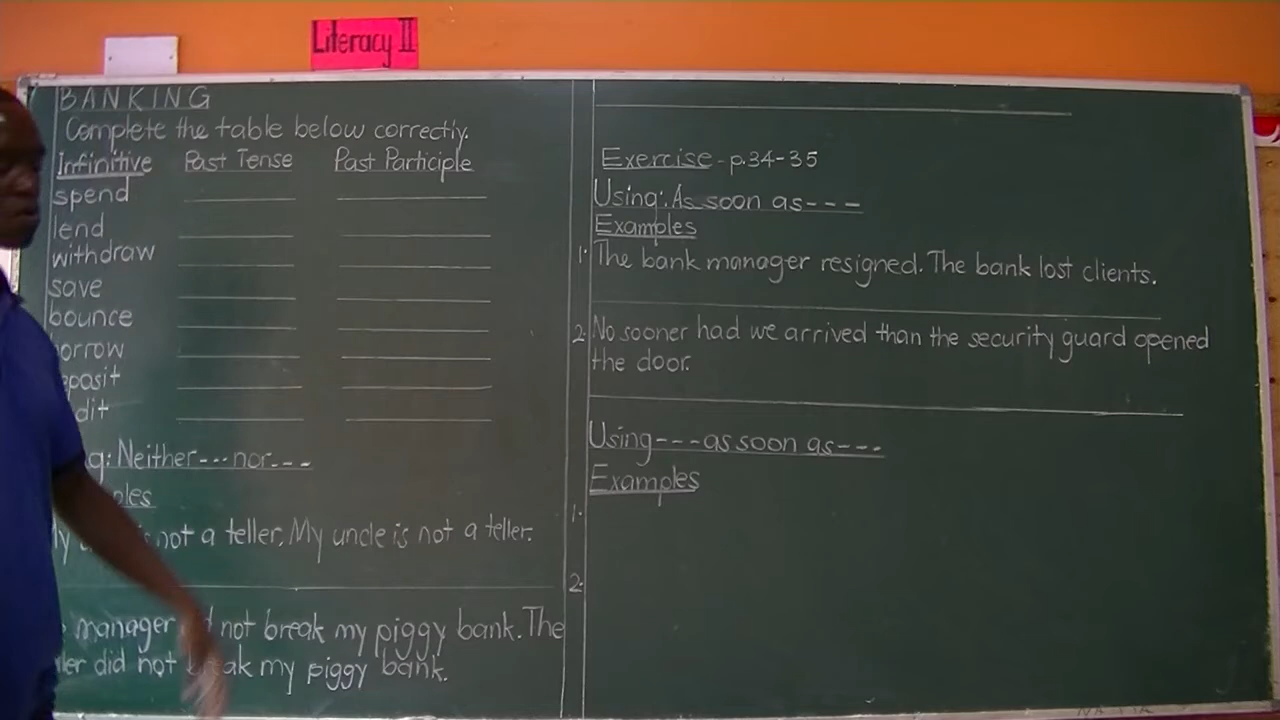 Literacy II
BANKING
Complete the table below correctly.
Infinitive Past Tense Past Participle
spend
lend
withdraw
save
bounce
orrow
eposit
dit
g: Neither---nor---
ples
not a teller. My uncle is not a teller.
manager not break my piggy bank. The
did not my piggy bank.
Exercise - p.34-35
Using: As soon as---
Examples
1. The bank manager resigned. The bank lost clients.
2. No sooner had we arrived than the security guard opened
the door.
Using---as soon as---
Examples
1.
2.